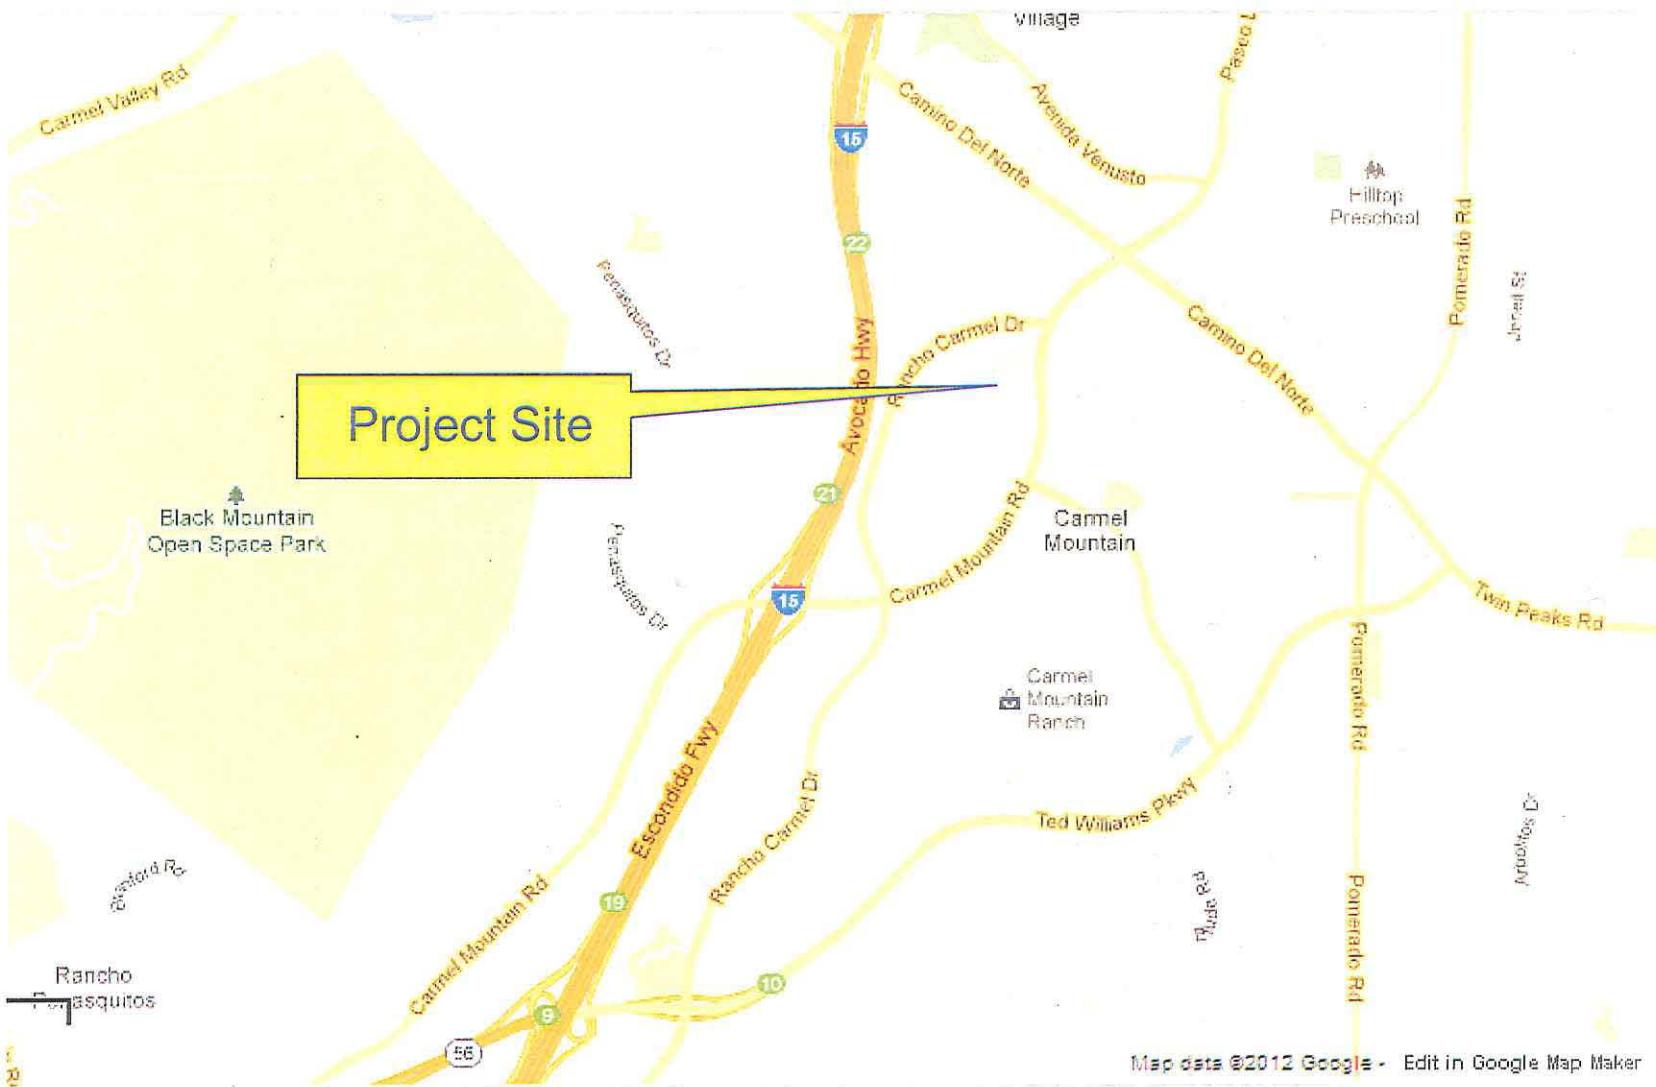 Village
Carmel Valley Rd
Camino Del Norte
Avenida Venusto
15
Hilltop
Preschool
Pomerado Rd
22
Penasquitos Dr
Rancho Carmel Dr
Avocado Hwy
Camino Del Norte
Project Site
21
Black Mountain
Open Space Park
Carmel
Mountain
Carmel Mountain Rd
Penasquitos Dr
15
Twin Peaks Rd
Pomerado Rd
Carmel
Mountain
Ranch
Escondido Fwy
Rancho Carmel Dr
Ted Williams Pkwy
19
Carmel Mountain Rd
Pomerado Rd
Rancho
10
9
56
Map data ©2012 Google - Edit in Google Map Maker